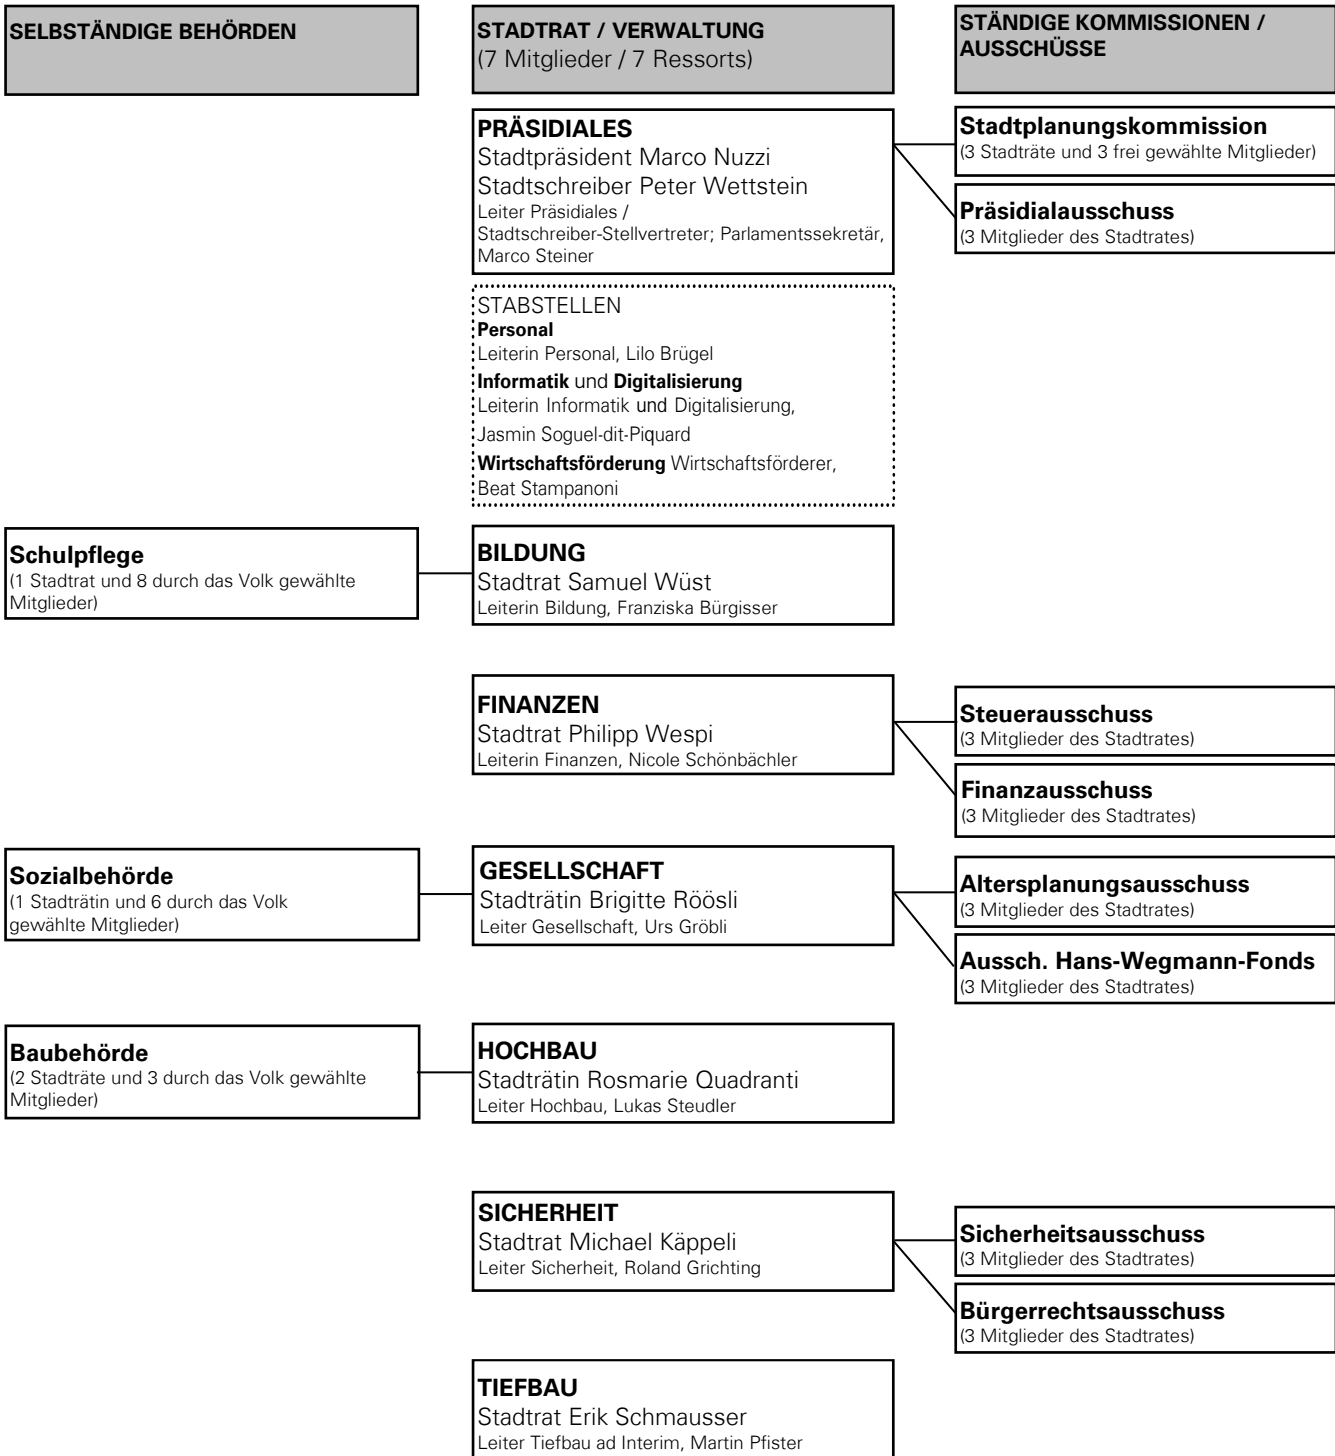 SELBSTÄNDIGE BEHÖRDEN
STADTRAT / VERWALTUNG
(7 Mitglieder / 7 Ressorts)
STÄNDIGE KOMMISSIONEN /
AUSSCHÜSSE
PRÄSIDIALES
Stadtpräsident Marco Nuzzi
Stadtschreiber Peter Wettstein
Leiter Präsidiales /
Stadtschreiber-Stellvertreter; Parlamentssekretär,
Marco Steiner
Stadtplanungskommission
(3 Stadträte und 3 frei gewählte Mitglieder)
Präsidialausschuss
(3 Mitglieder des Stadtrates)
STABSTELLEN
Personal
Leiterin Personal, Lilo Brügel
Informatik und Digitalisierung
Leiterin Informatik und Digitalisierung,
Jasmin Soguel-dit-Piquard
Wirtschaftsförderung Wirtschaftsförderer,
Beat Stampanoni
Schulpflege
(1 Stadtrat und 8 durch das Volk gewählte
Mitglieder)
BILDUNG
Stadtrat Samuel Wüst
Leiterin Bildung, Franziska Bürgisser
FINANZEN
Stadtrat Philipp Wespi
Leiterin Finanzen, Nicole Schönbächler
Steuerausschuss
(3 Mitglieder des Stadtrates)
Finanzausschuss
(3 Mitglieder des Stadtrates)
Sozialbehörde
(1 Stadträtin und 6 durch das Volk
gewählte Mitglieder)
GESELLSCHAFT
Stadträtin Brigitte Röösli
Leiter Gesellschaft, Urs Gröbli
Altersplanungsausschuss
(3 Mitglieder des Stadtrates)
Aussch. Hans-Wegmann-Fonds
(3 Mitglieder des Stadtrates)
Baubehörde
(2 Stadträte und 3 durch das Volk gewählte
Mitglieder)
HOCHBAU
Stadträtin Rosmarie Quadranti
Leiter Hochbau, Lukas Steudler
SICHERHEIT
Stadtrat Michael Käppeli
Leiter Sicherheit, Roland Grichting
Sicherheitsausschuss
(3 Mitglieder des Stadtrates)
Bürgerrechtsausschuss
(3 Mitglieder des Stadtrates)
TIEFBAU
Stadtrat Erik Schmausser
Leiter Tiefbau ad Interim, Martin Pfister